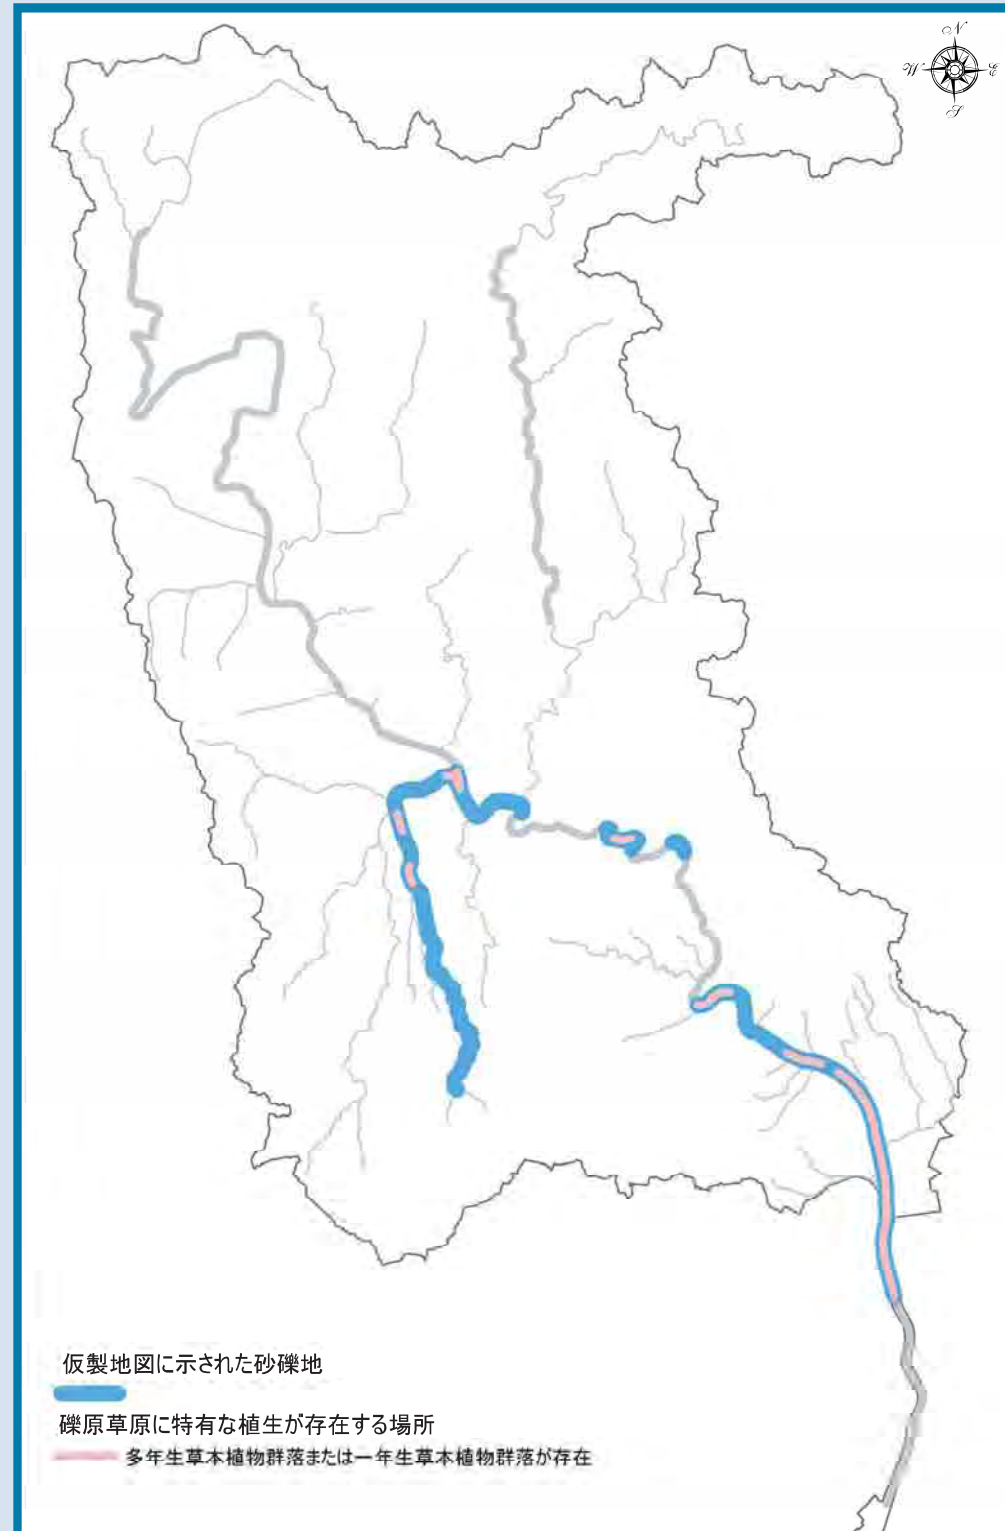 N
W E
S
仮製地図に示された砂礫地
礫原草原に特有な植生が存在する場所
多年生草本植物群落または一年生草本植物群落が存在